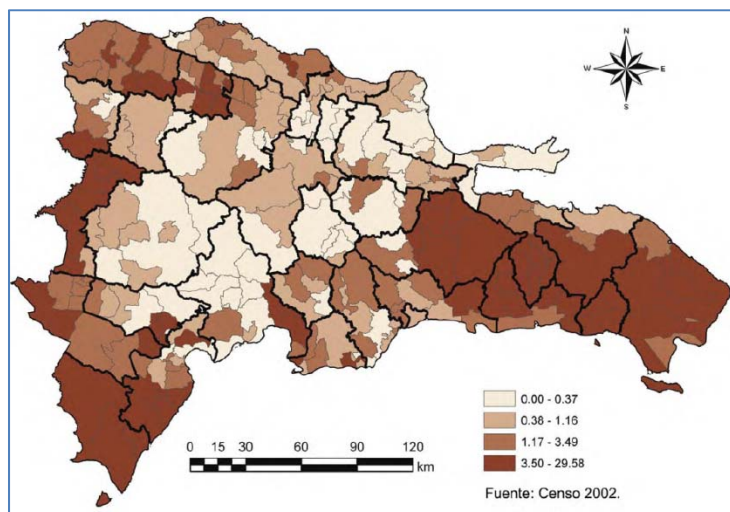 N
W E
S
0.00 - 0.37
0.38 - 1.16
1.17 - 3.49
3.50 - 29.58
0 15 30 60 90 120
km
Fuente: Censo 2002.